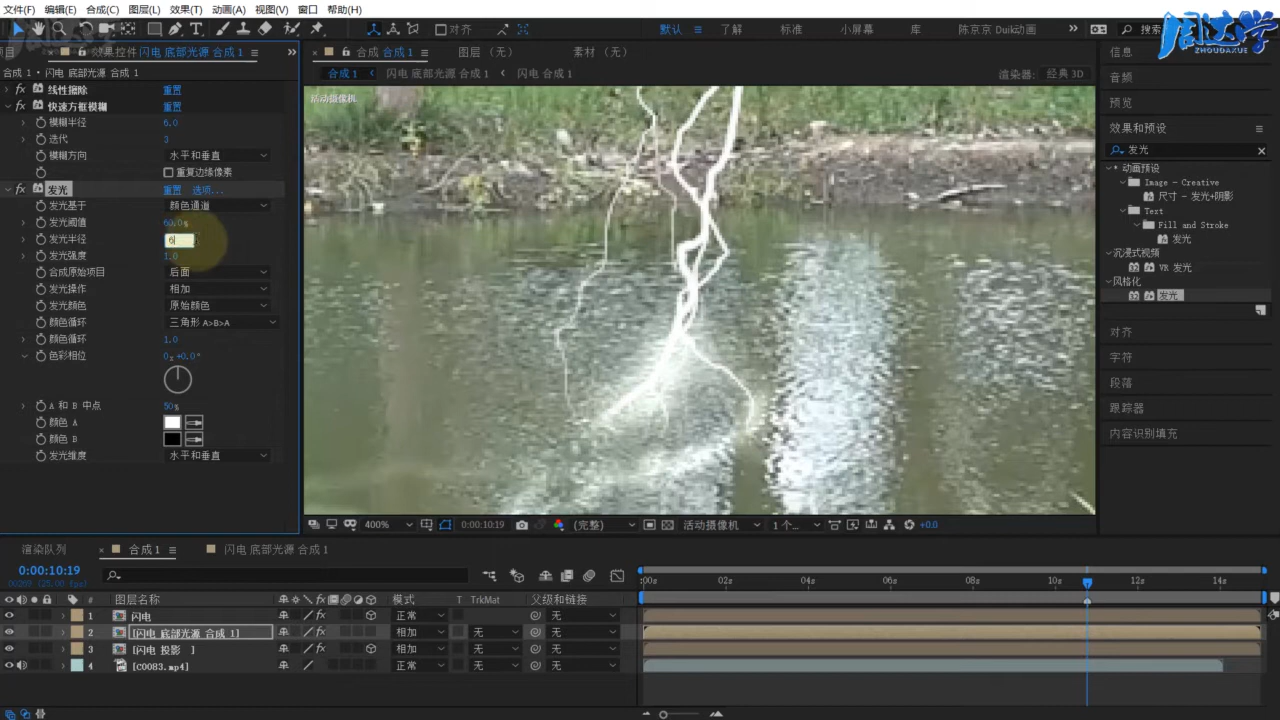 文件(F) 编辑(E) 合成(C) 图层(L) 效果(T) 动画(A) 视图(V) 窗口 帮助(H)
对齐 默认 了解 标准 小屏幕 库 陈京京 Duik动画 搜索
周达学
ZHOUDAXUE
效果控件 闪电 底部光源 合成 1
合成 合成 1 图层 (无) 素材 (无)
合成 1 • 闪电 底部光源 合成 1
合成 1 闪电 底部光源 合成 1 闪电 合成 1 渲染器: 经典 3D
活动摄像机
fx 线性擦除 重置
fx 快速方框模糊 重置
模糊半径 6.0
迭代 3
模糊方向 水平和垂直
重复边缘像素
fx 发光 重置 选项...
发光基于 颜色通道
发光阈值 60.0%
发光半径 6
发光强度 1.0
合成原始项目 后面
发光操作 相加
发光颜色 原始颜色
颜色循环 三角形 A>B>A
颜色循环 1.0
色彩相位 0x+0.0°
A 和 B 中点 50%
颜色 A
颜色 B
发光维度 水平和垂直
信息
音频
预览
效果和预设
发光
* 动画预设
Image - Creative
尺寸 - 发光+阴影
Text
Fill and Stroke
发光
沉浸式视频
VR 发光
风格化
发光
对齐
字符
段落
跟踪器
内容识别填充
400% 0:00:10:19 (完整) 活动摄像机 1 个... +0.0
渲染队列 合成 1 闪电 底部光源 合成 1
0:00:10:19
00269 (25.00 fps)
:00s 02s 04s 06s 08s 10s 12s 14s
# 图层名称 模式 T TrkMat 父级和链接
1 闪电 正常 无
2 [闪电 底部光源 合成 1] 相加 无 无
3 [闪电 投影 ] 相加 无 无
4 [C0083.mp4] 正常 无 无